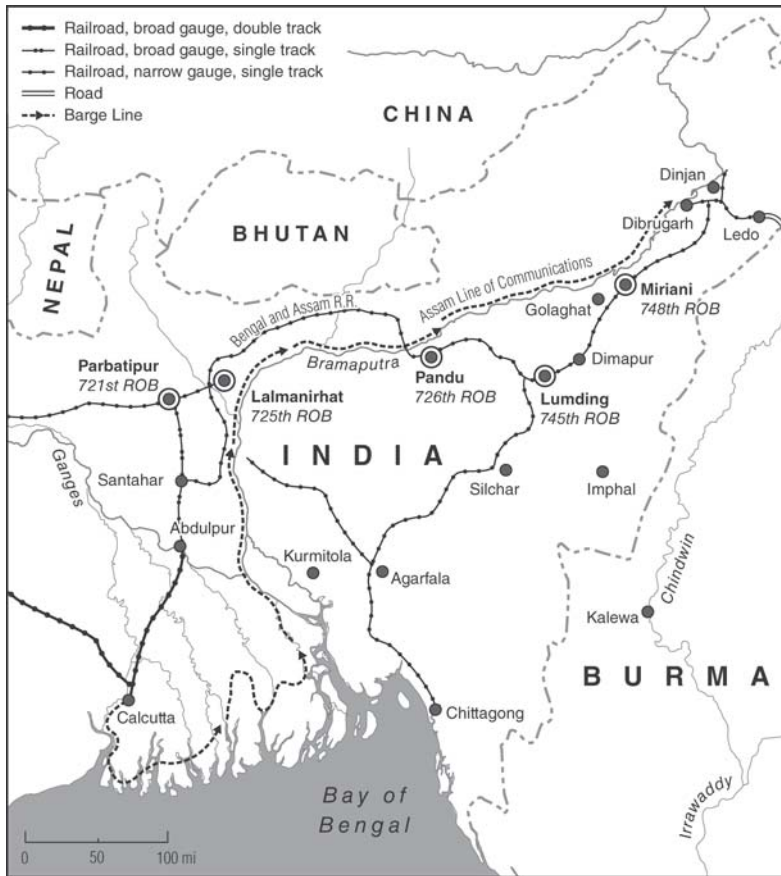 Railroad, broad gauge, double track
Railroad, broad gauge, single track
Railroad, narrow gauge, single track
Road
Barge Line
CHINA
NEPAL
BHUTAN
Dinjan
Dibrugarh
Ledo
Assam Line of Communications
Bengal and Assam R.R.
Miriani
748th ROB
Golaghat
Bramaputra
Parbatipur
721st ROB
Lalmanirhat
725th ROB
Pandu
726th ROB
Dimapur
Lumding
745th ROB
INDIA
Ganges
Santahar
Silchar
Imphal
Abdulpur
Kurmitola
Agarfala
Chindwin
Kalewa
BURMA
Calcutta
Chittagong
Bay of
Bengal
Irrawaddy
0 50 100 mi